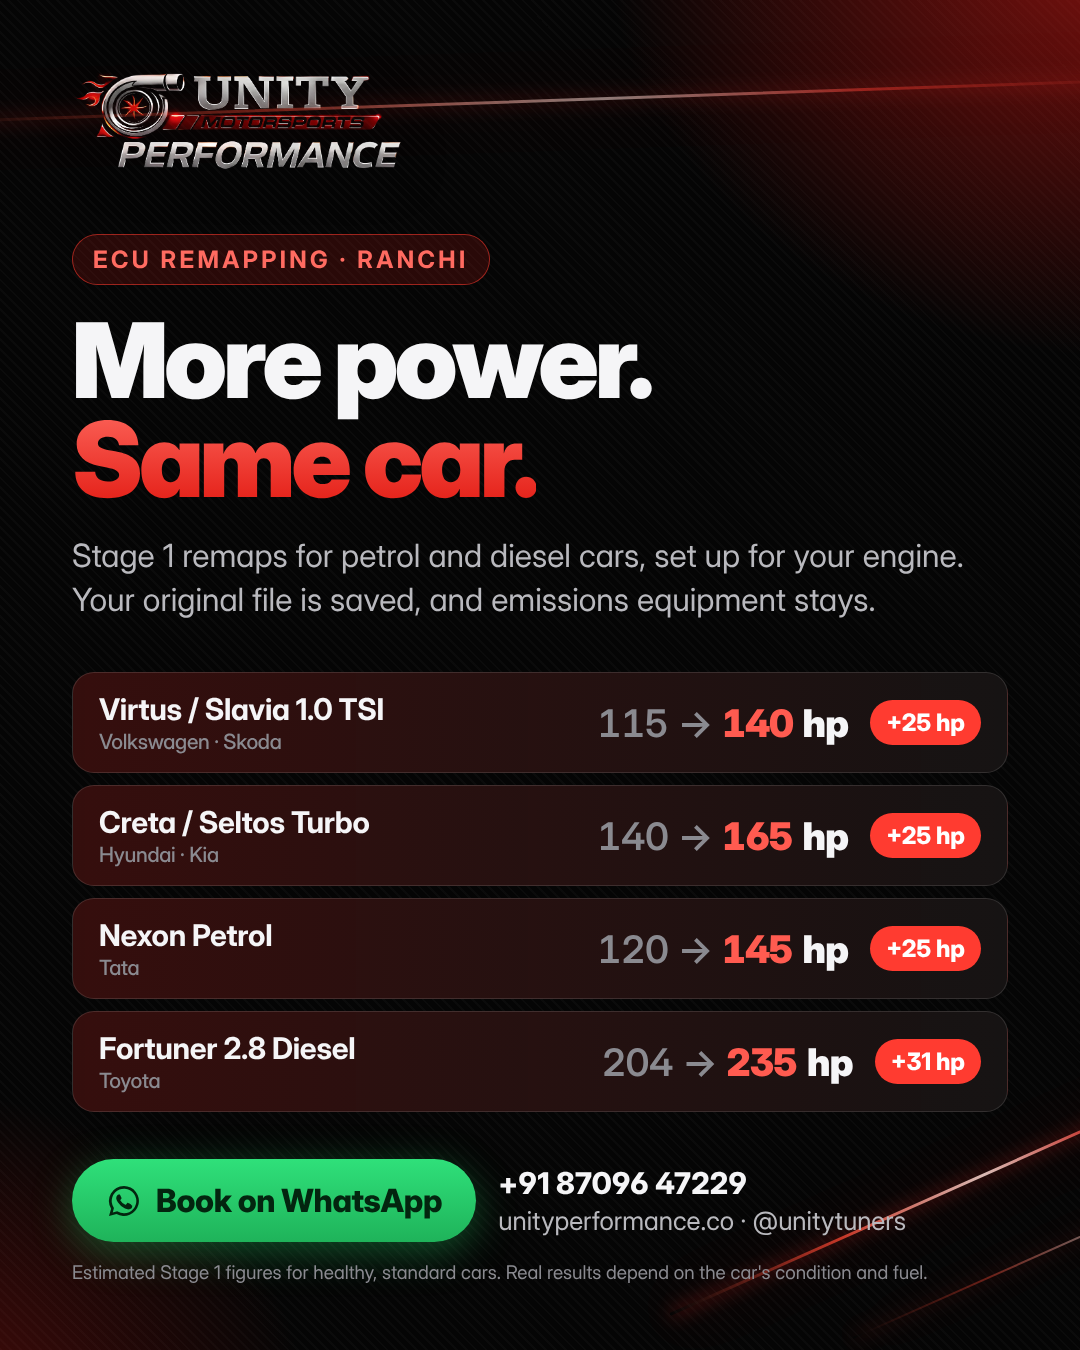 UNITY
MOTORSPORTS
PERFORMANCE
ECU REMAPPING · RANCHI
More power.
Same car.
Stage 1 remaps for petrol and diesel cars, set up for your engine.
Your original file is saved, and emissions equipment stays.
Virtus / Slavia 1.0 TSI
Volkswagen · Skoda
115 → 140 hp
+25 hp
Creta / Seltos Turbo
Hyundai · Kia
140 → 165 hp
+25 hp
Nexon Petrol
Tata
120 → 145 hp
+25 hp
Fortuner 2.8 Diesel
Toyota
204 → 235 hp
+31 hp
Book on WhatsApp
+91 87096 47229
unityperformance.co · @unitytuners
Estimated Stage 1 figures for healthy, standard cars. Real results depend on the car's condition and fuel.